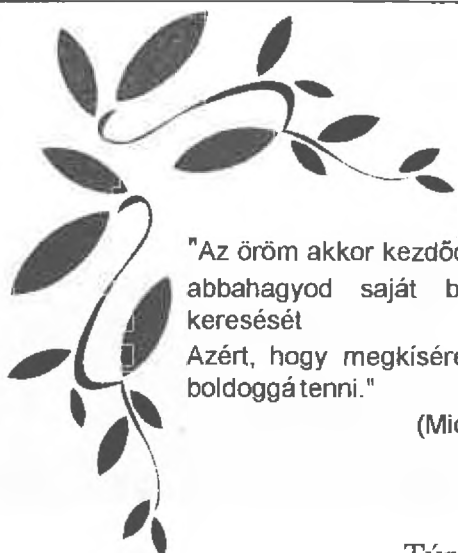 "Az öröm akkor kezdőd
abbahagyod saját b
keresését
Azért, hogy megkísére
boldoggá tenni."
(Mic